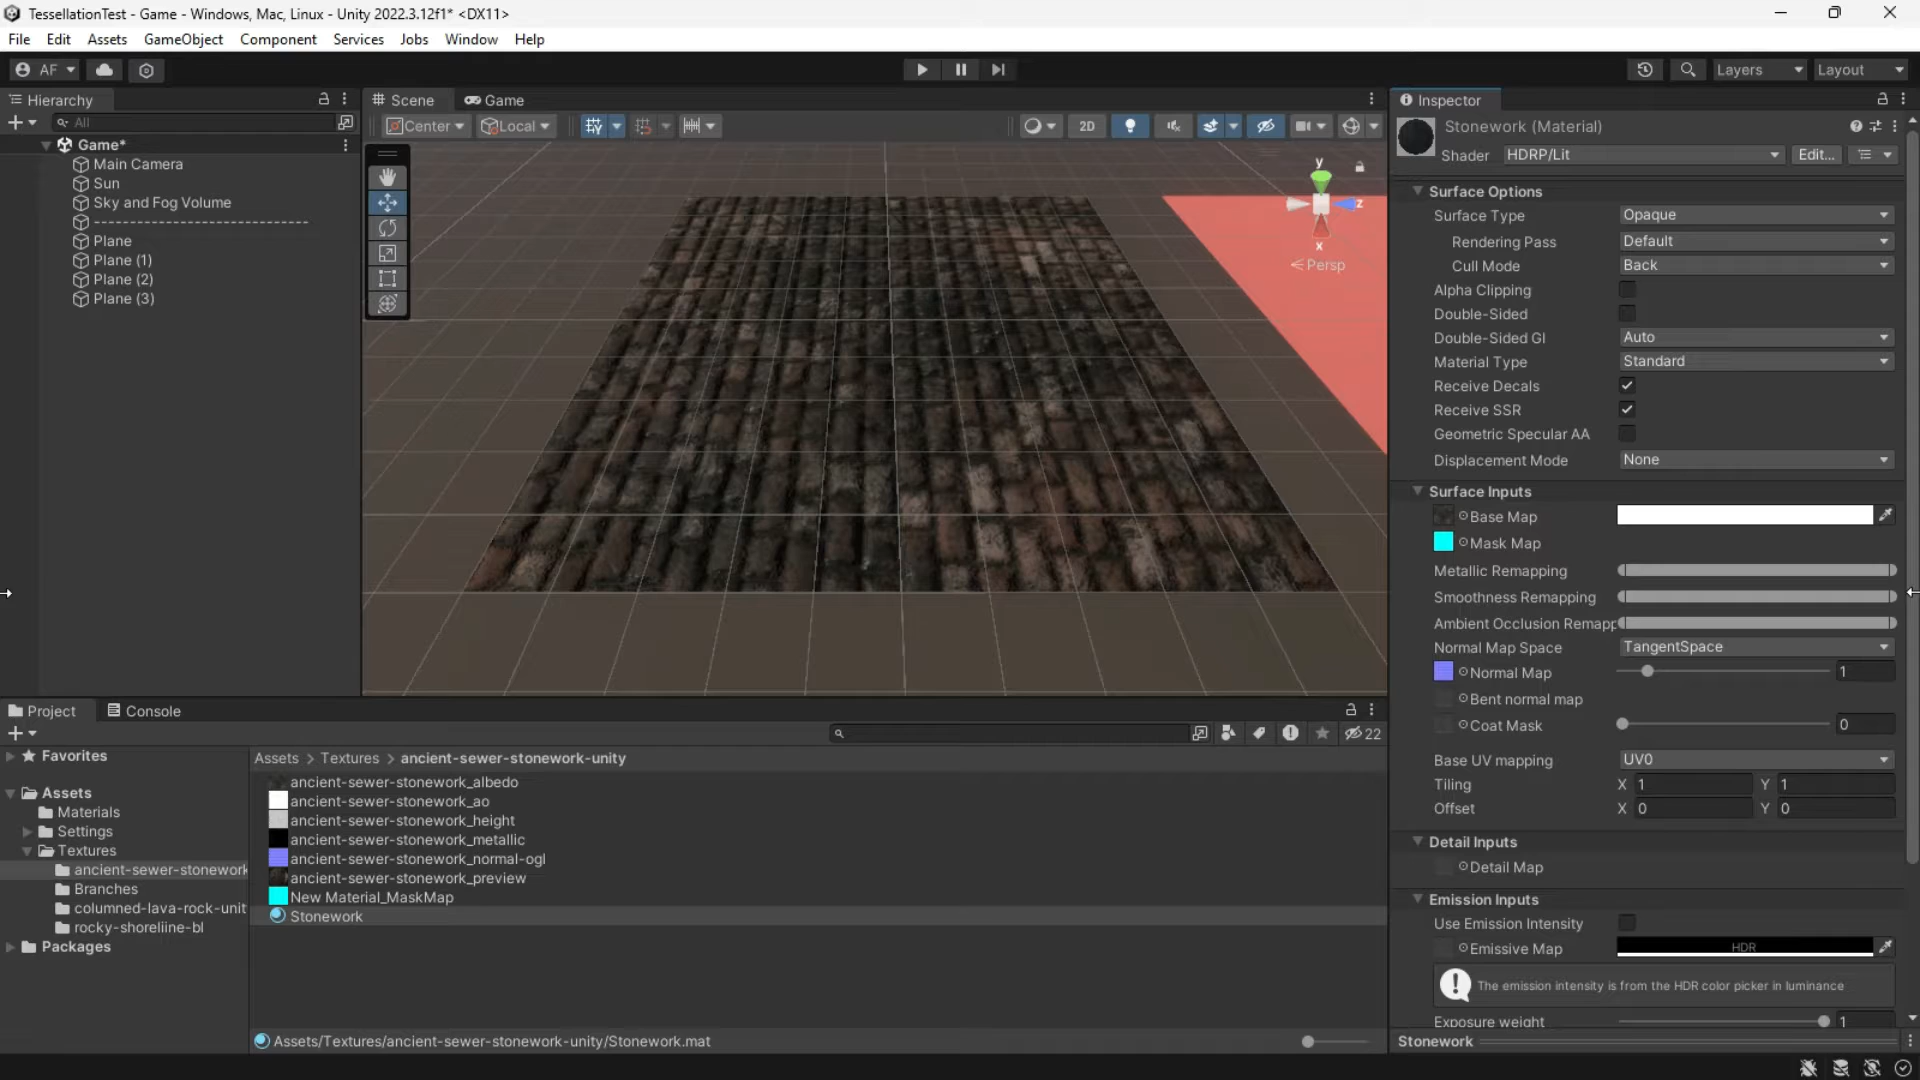 TessellationTest - Game - Windows, Mac, Linux - Unity 2022.3.12f1* <DX11>
File Edit Assets GameObject Component Services Jobs Window Help
AF
Layers
Layout
Hierarchy
All
Game*
Main Camera
Sun
Sky and Fog Volume
--------------------------------
Plane
Plane (1)
Plane (2)
Plane (3)
Scene
Game
Center
Local
2D
y
z
x
Persp
Inspector
Stonework (Material)
Shader HDRP/Lit Edit...
Surface Options
Surface Type Opaque
Rendering Pass Default
Cull Mode Back
Alpha Clipping
Double-Sided
Double-Sided GI Auto
Material Type Standard
Receive Decals
Receive SSR
Geometric Specular AA
Displacement Mode None
Surface Inputs
Base Map
Mask Map
Metallic Remapping
Smoothness Remapping
Ambient Occlusion Remapp
Normal Map Space TangentSpace
Normal Map 1
Bent normal map
Coat Mask 0
Base UV mapping UV0
Tiling X 1 Y 1
Offset X 0 Y 0
Detail Inputs
Detail Map
Emission Inputs
Use Emission Intensity
Emissive Map HDR
The emission intensity is from the HDR color picker in luminance
Exposure weight 1
Stonework
Project
Console
22
Favorites
Assets
Materials
Settings
Textures
ancient-sewer-stonework
Branches
columned-lava-rock-unit
rocky-shoreliine-bl
Packages
Assets > Textures > ancient-sewer-stonework-unity
ancient-sewer-stonework_albedo
ancient-sewer-stonework_ao
ancient-sewer-stonework_height
ancient-sewer-stonework_metallic
ancient-sewer-stonework_normal-ogl
ancient-sewer-stonework_preview
New Material_MaskMap
Stonework
Assets/Textures/ancient-sewer-stonework-unity/Stonework.mat